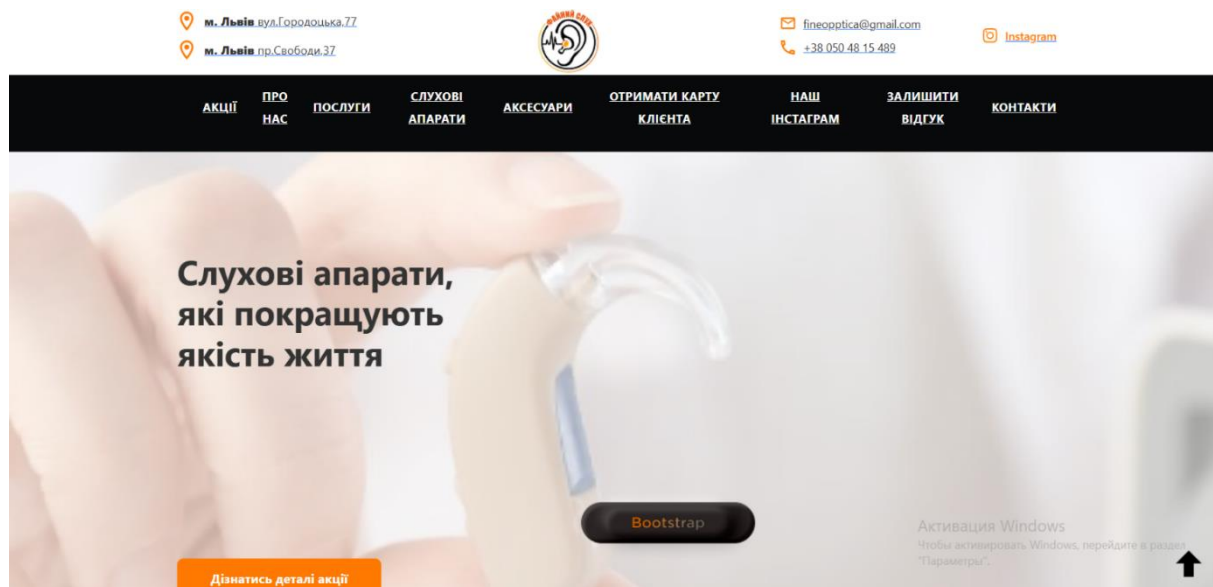 м. Львів вул.Городоцька,77
м. Львів пр.Свободи,37
ФАЙНИЙ СЛУХ
fineopptica@gmail.com
+38 050 48 15 489
Instagram
АКЦІЇ
ПРО
НАС
ПОСЛУГИ
СЛУХОВІ
АПАРАТИ
АКСЕСУАРИ
ОТРИМАТИ КАРТУ
КЛІЄНТА
НАШ
ІНСТАГРАМ
ЗАЛИШИТИ
ВІДГУК
КОНТАКТИ
Слухові апарати,
які покращують
якість життя
Bootstrap
Активация Windows
Чтобы активировать Windows, перейдите в раздел
"Параметры".
Дізнатись деталі акції